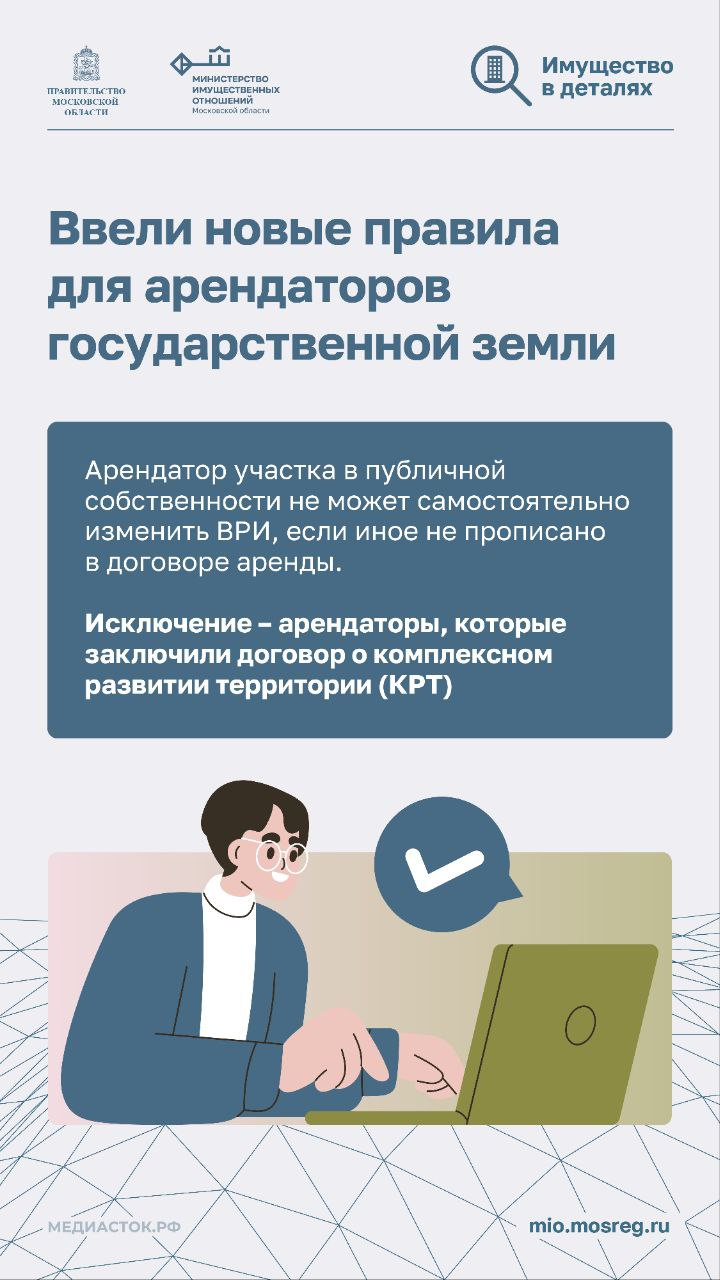 ПРАВИТЕЛЬСТВО
МОСКОВСКОЙ
ОБЛАСТИ
МИНИСТЕРСТВО
ИМУЩЕСТВЕННЫХ
ОТНОШЕНИЙ
Московской области
Имущество
в деталях
Ввели новые правила
для арендаторов
государственной земли
Арендатор участка в публичной
собственности не может самостоятельно
изменить ВРИ, если иное не прописано
в договоре аренды.
Исключение – арендаторы, которые
заключили договор о комплексном
развитии территории (КРТ)
МЕДИАСТОК.РФ
mio.mosreg.ru